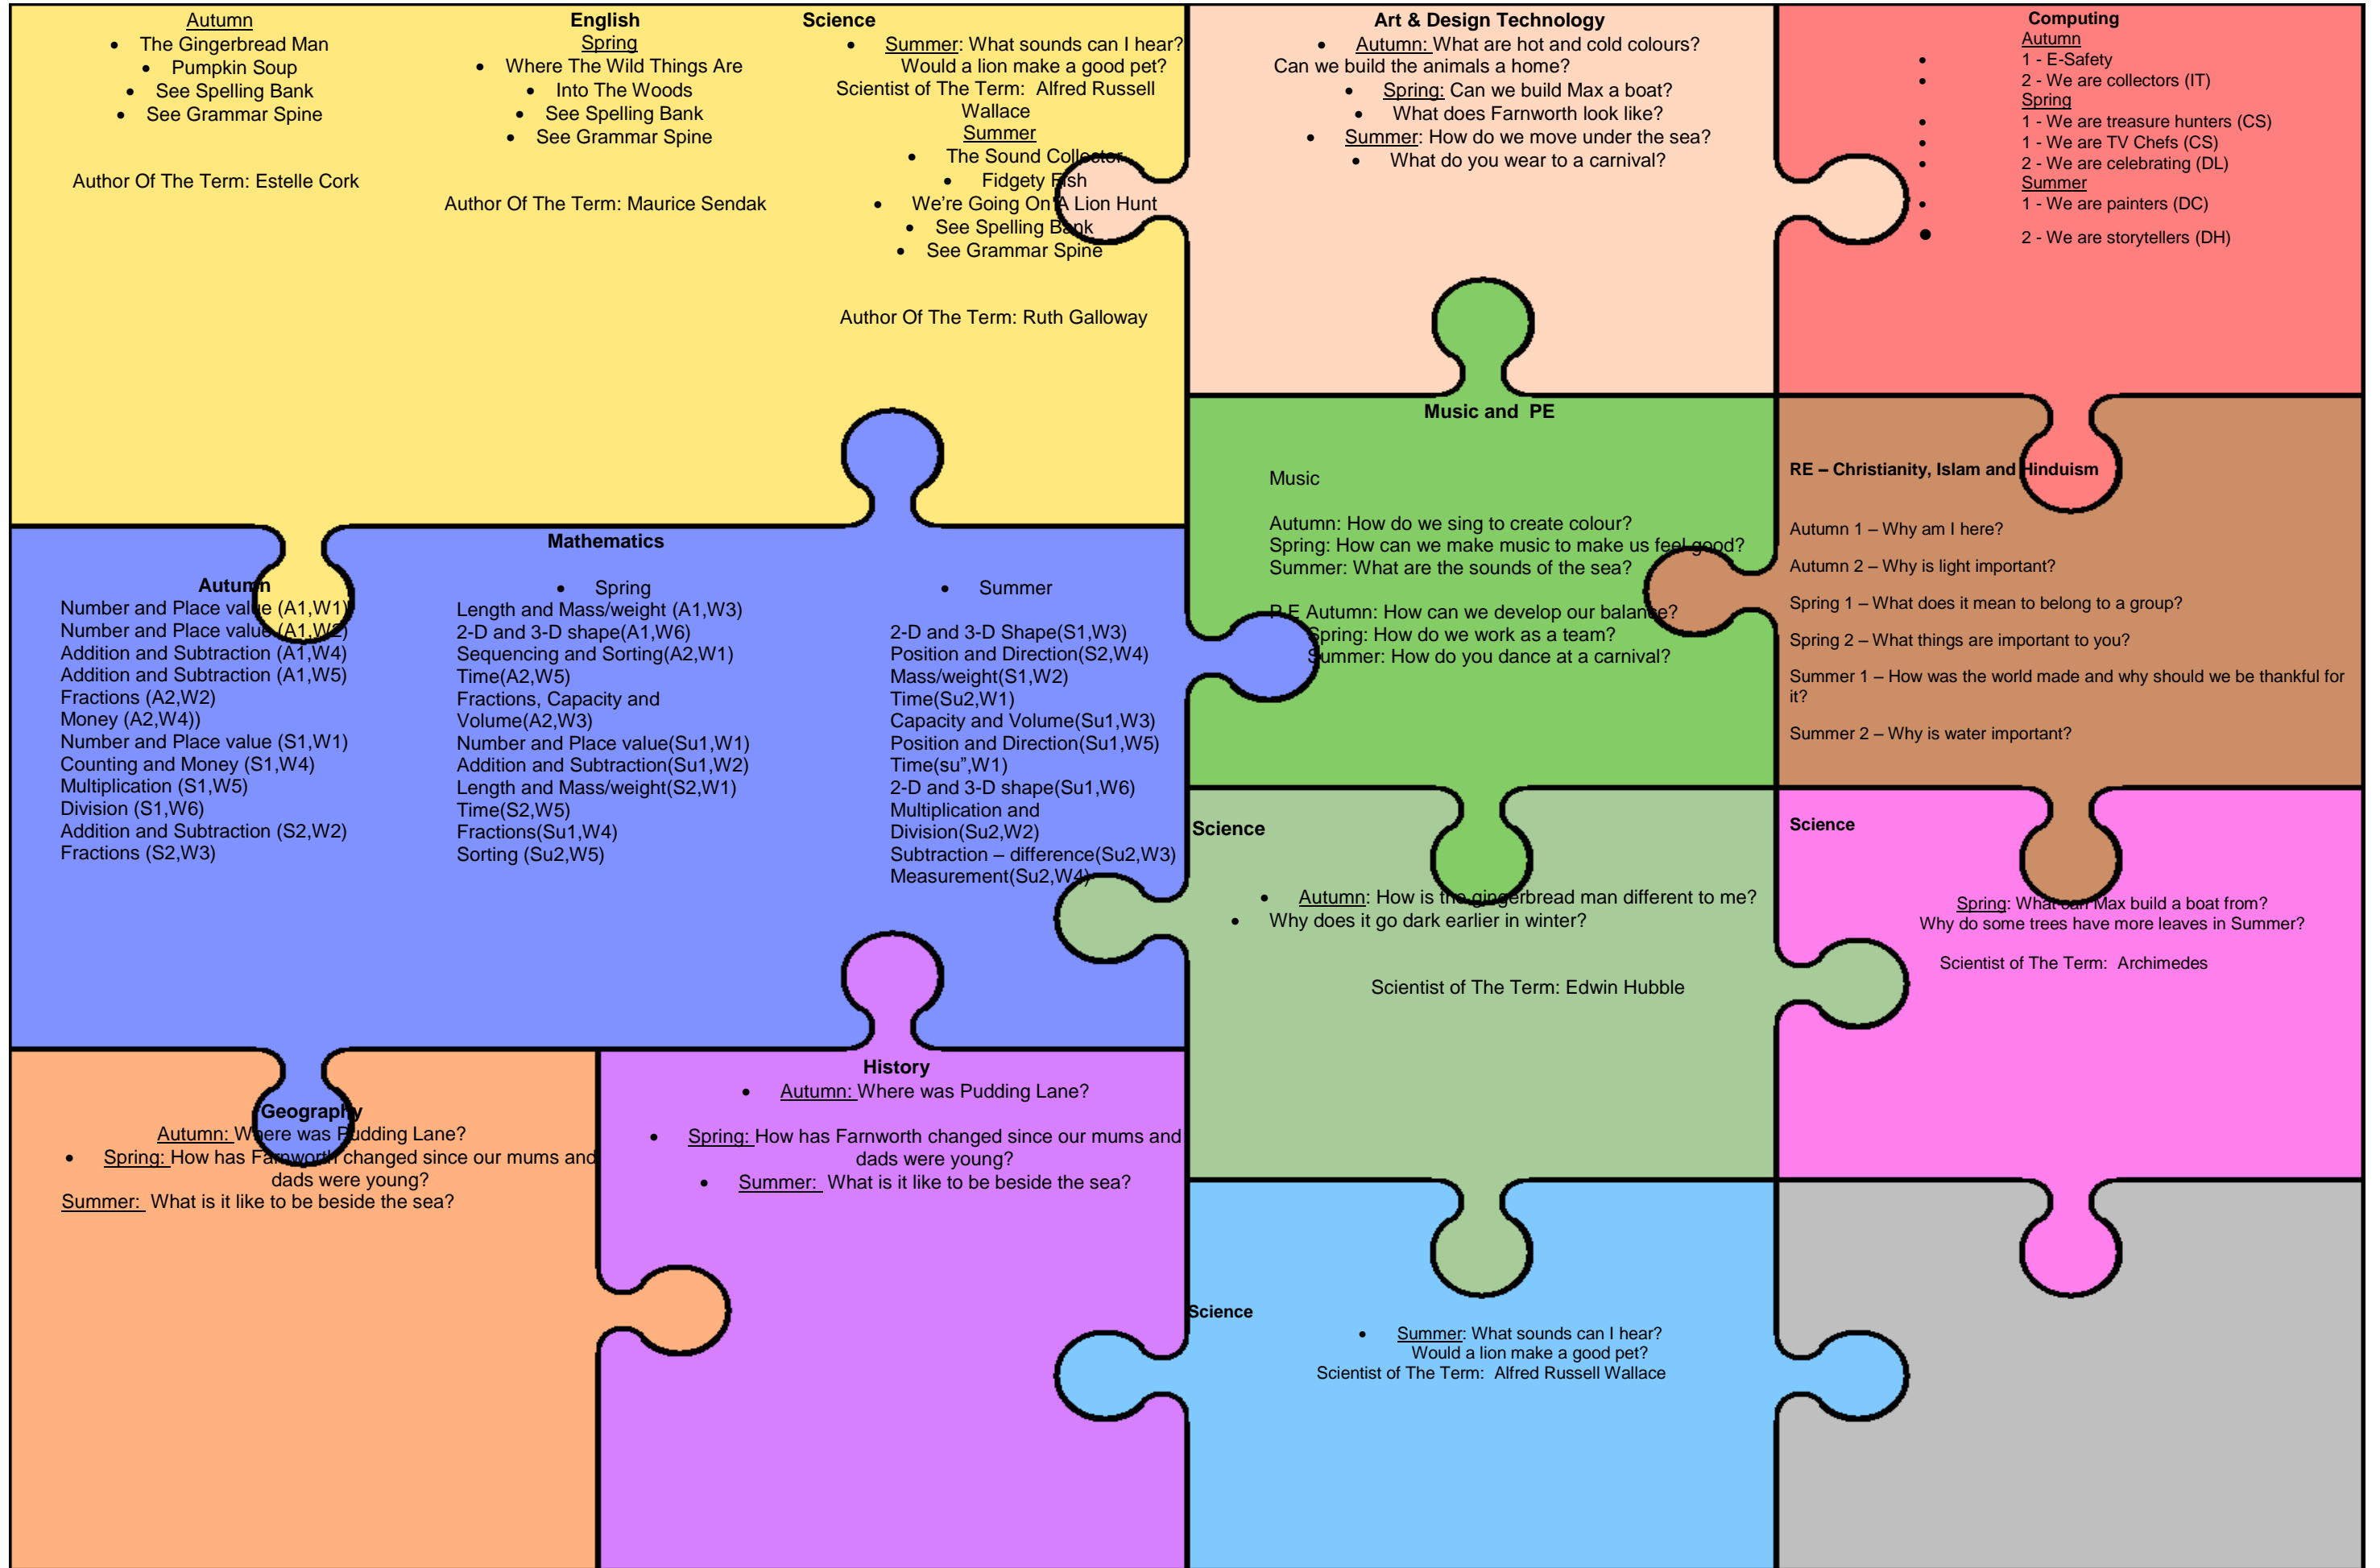 Autumn
• The Gingerbread Man
• Pumpkin Soup
• See Spelling Bank
• See Grammar Spine
Author Of The Term: Estelle Cork
English
Spring
• Where The Wild Things Are
• Into The Woods
• See Spelling Bank
• See Grammar Spine
Author Of The Term: Maurice Sendak
Science
• Summer: What sounds can I hear?
Would a lion make a good pet?
Scientist of The Term: Alfred Russell
Wallace
Summer
• The Sound Collector
• Fidgety Fish
• We're Going On A Lion Hunt
• See Spelling Bank
• See Grammar Spine
Author Of The Term: Ruth Galloway
Art & Design Technology
• Autumn: What are hot and cold colours?
Can we build the animals a home?
• Spring: Can we build Max a boat?
• What does Farnworth look like?
• Summer: How do we move under the sea?
• What do you wear to a carnival?
Computing
Autumn
• 1 - E-Safety
• 2 - We are collectors (IT)
Spring
• 1 - We are treasure hunters (CS)
• 1 - We are TV Chefs (CS)
• 2 - We are celebrating (DL)
Summer
• 1 - We are painters (DC)
• 2 - We are storytellers (DH)
Mathematics
Autumn
Number and Place value (A1,W1)
Number and Place value (A1,W2)
Addition and Subtraction (A1,W4)
Addition and Subtraction (A1,W5)
Fractions (A2,W2)
Money (A2,W4))
Number and Place value (S1,W1)
Counting and Money (S1,W4)
Multiplication (S1,W5)
Division (S1,W6)
Addition and Subtraction (S2,W2)
Fractions (S2,W3)
• Spring
Length and Mass/weight (A1,W3)
2-D and 3-D shape(A1,W6)
Sequencing and Sorting(A2,W1)
Time(A2,W5)
Fractions, Capacity and
Volume(A2,W3)
Number and Place value(Su1,W1)
Addition and Subtraction(Su1,W2)
Length and Mass/weight(S2,W1)
Time(S2,W5)
Fractions(Su1,W4)
Sorting (Su2,W5)
• Summer
2-D and 3-D Shape(S1,W3)
Position and Direction(S2,W4)
Mass/weight(S1,W2)
Time(Su2,W1)
Capacity and Volume(Su1,W3)
Position and Direction(Su1,W5)
Time(su”,W1)
2-D and 3-D shape(Su1,W6)
Multiplication and
Division(Su2,W2)
Subtraction – difference(Su2,W3)
Measurement(Su2,W4)
Music and PE
Music
Autumn: How do we sing to create colour?
Spring: How can we make music to make us feel good?
Summer: What are the sounds of the sea?
P.E Autumn: How can we develop our balance?
Spring: How do we work as a team?
Summer: How do you dance at a carnival?
RE – Christianity, Islam and Hinduism
Autumn 1 – Why am I here?
Autumn 2 – Why is light important?
Spring 1 – What does it mean to belong to a group?
Spring 2 – What things are important to you?
Summer 1 – How was the world made and why should we be thankful for
it?
Summer 2 – Why is water important?
Science
• Autumn: How is the gingerbread man different to me?
• Why does it go dark earlier in winter?
Scientist of The Term: Edwin Hubble
Science
Spring: What can Max build a boat from?
Why do some trees have more leaves in Summer?
Scientist of The Term: Archimedes
Geography
Autumn: Where was Pudding Lane?
• Spring: How has Farnworth changed since our mums and
dads were young?
Summer: What is it like to be beside the sea?
History
• Autumn: Where was Pudding Lane?
• Spring: How has Farnworth changed since our mums and
dads were young?
• Summer: What is it like to be beside the sea?
Science
• Summer: What sounds can I hear?
Would a lion make a good pet?
Scientist of The Term: Alfred Russell Wallace